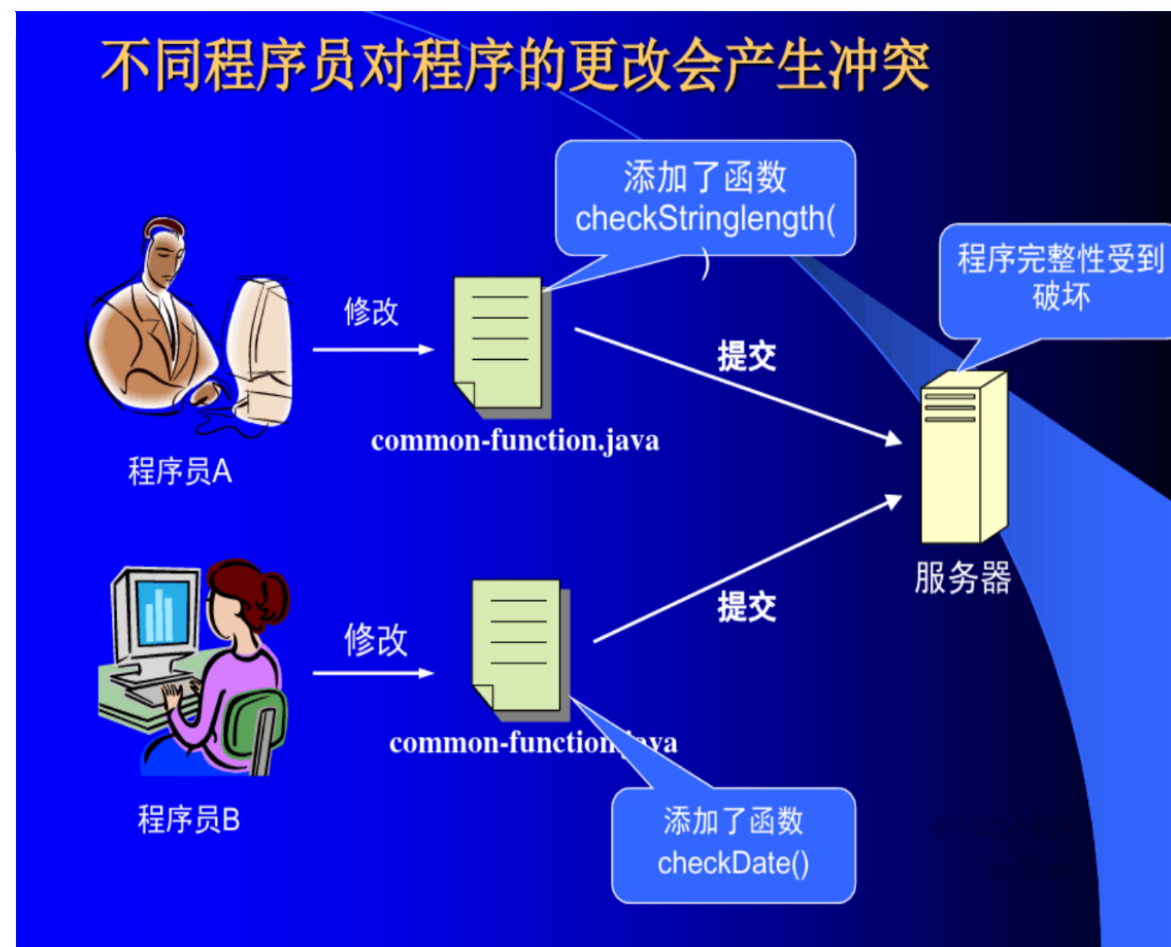 不同程序员对程序的更改会产生冲突
添加了函数
checkStringlength(
)
程序完整性受到
破坏
修改
提交
common-function.java
程序员A
服务器
修改
提交
common-function.java
程序员B
添加了函数
checkDate()